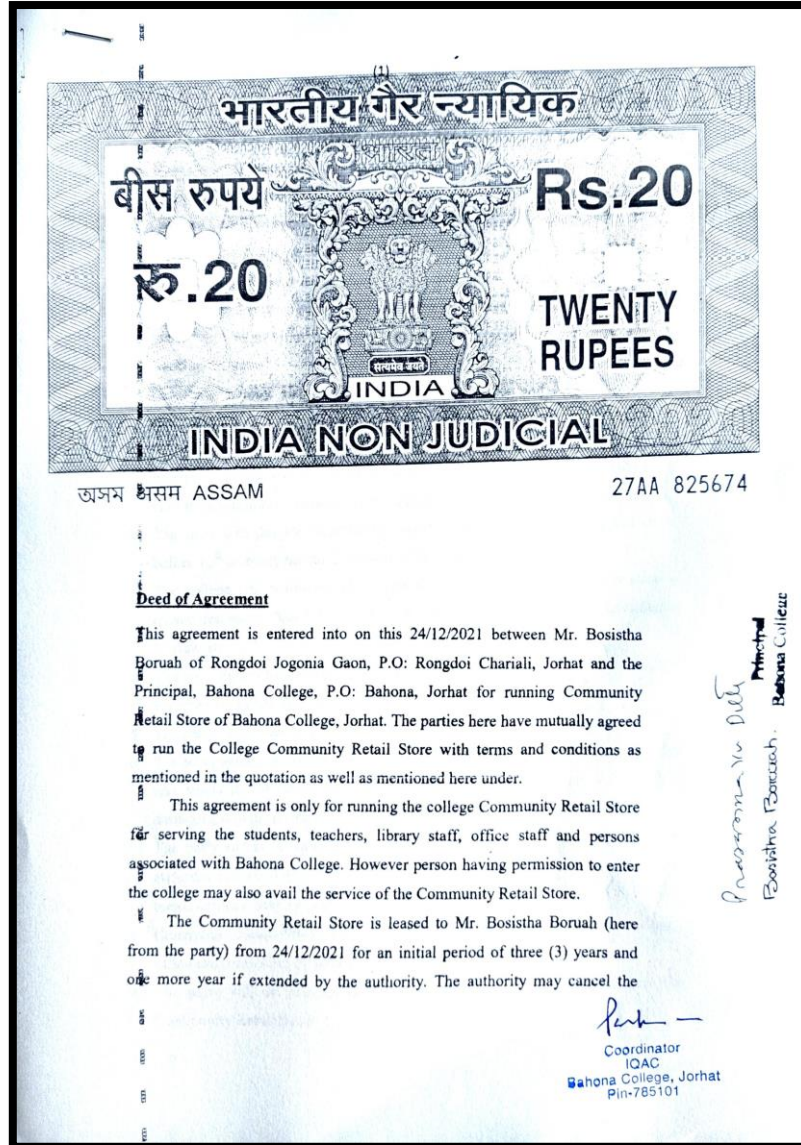 (1)
भारतीय गैर न्यायिक
भारत
बीस रुपये
Rs.20
रु.20
TWENTY
RUPEES
सत्यमेव जयते
INDIA
INDIA NON JUDICIAL
অসম असम ASSAM
27AA 825674
Deed of Agreement
This agreement is entered into on this 24/12/2021 between Mr. Bosistha
Boruah of Rongdoi Jogonia Gaon, P.O: Rongdoi Chariali, Jorhat and the
Principal, Bahona College, P.O: Bahona, Jorhat for running Community
Retail Store of Bahona College, Jorhat. The parties here have mutually agreed
to run the College Community Retail Store with terms and conditions as
mentioned in the quotation as well as mentioned here under.
This agreement is only for running the college Community Retail Store
for serving the students, teachers, library staff, office staff and persons
associated with Bahona College. However person having permission to enter
the college may also avail the service of the Community Retail Store.
The Community Retail Store is leased to Mr. Bosistha Boruah (here
from the party) from 24/12/2021 for an initial period of three (3) years and
one more year if extended by the authority. The authority may cancel the
Principal
Bahona College
Bosistha Boruah.
Coordinator
IQAC
Bahona College, Jorhat
Pin-785101